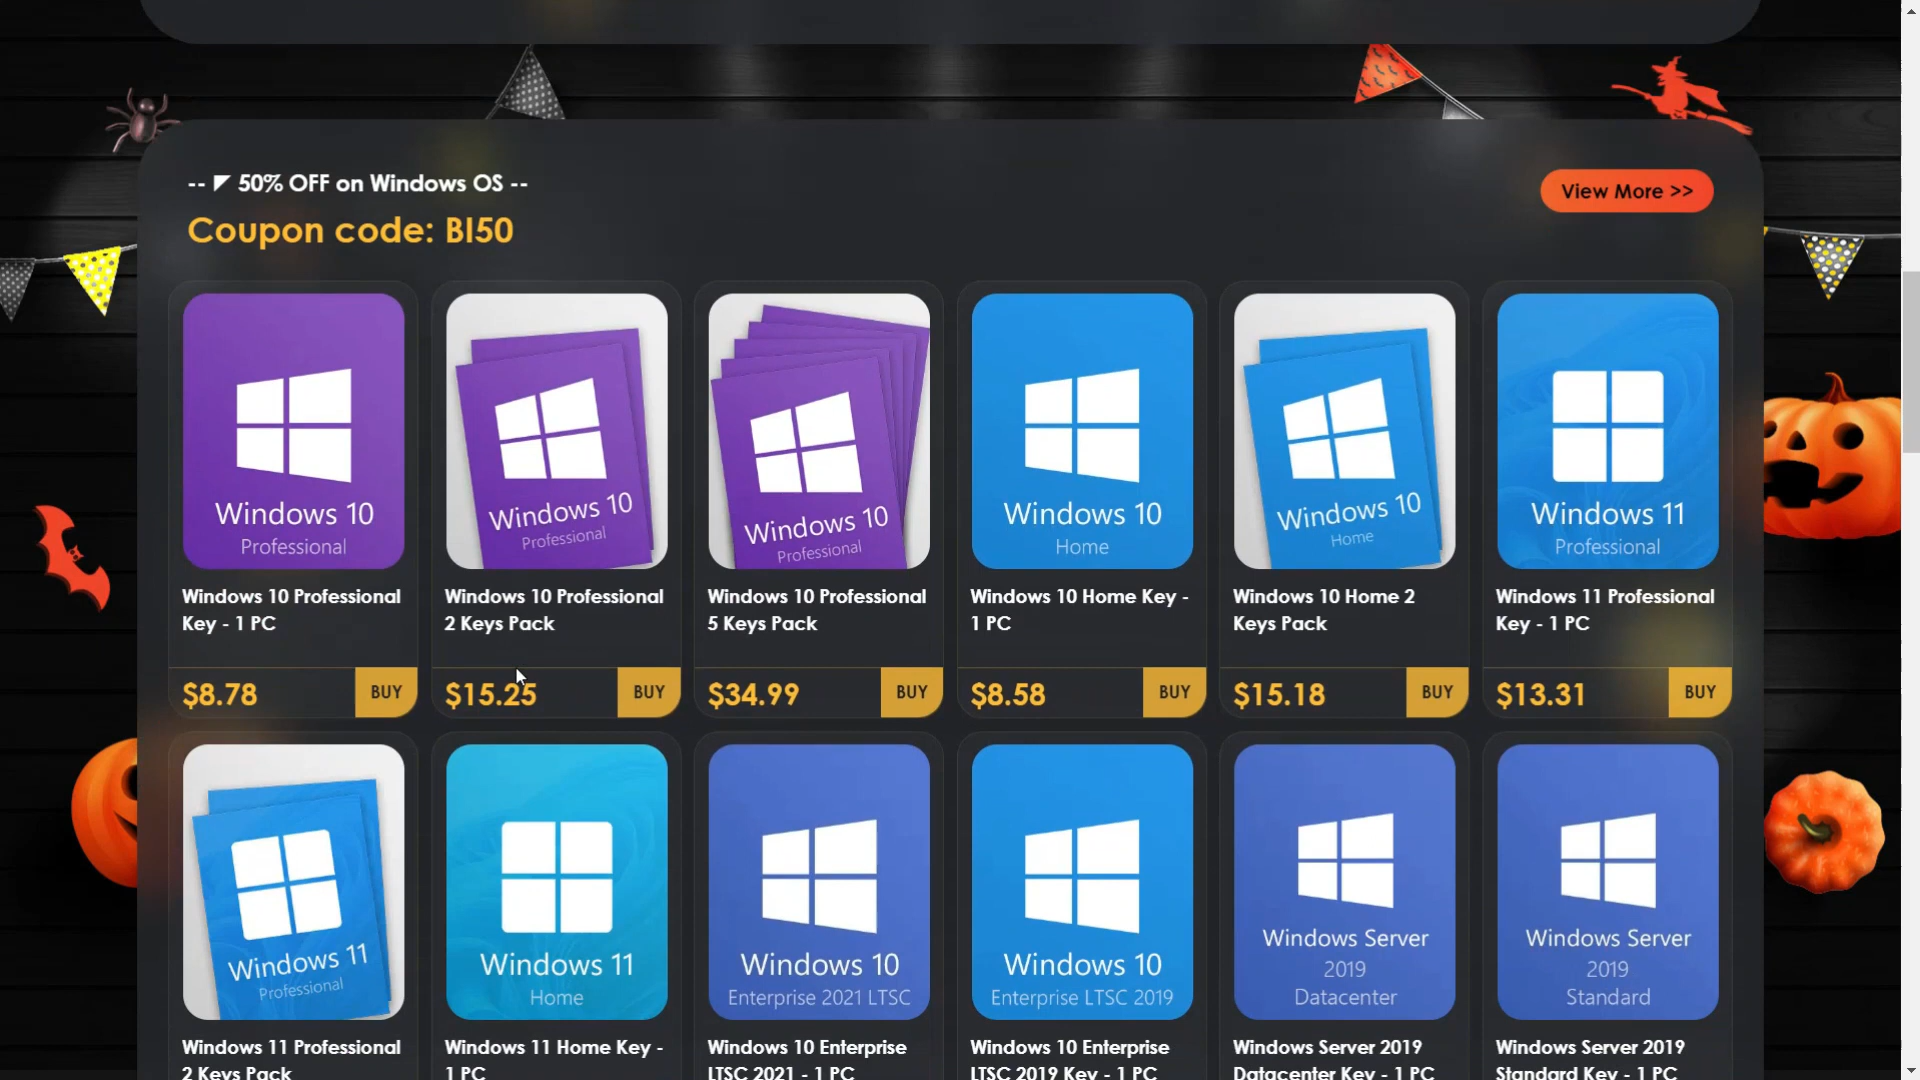 -- ◤ 50% OFF on Windows OS --
Coupon code: BI50
View More >>
Windows 10
Professional
Windows 10
Professional
Windows 10
Professional
Windows 10
Home
Windows 10
Home
Windows 11
Professional
Windows 10 Professional
Key - 1 PC
Windows 10 Professional
2 Keys Pack
Windows 10 Professional
5 Keys Pack
Windows 10 Home Key -
1 PC
Windows 10 Home 2
Keys Pack
Windows 11 Professional
Key - 1 PC
$8.78
BUY
$15.25
BUY
$34.99
BUY
$8.58
BUY
$15.18
BUY
$13.31
BUY
Windows 11
Professional
Windows 11
Home
Windows 10
Enterprise 2021 LTSC
Windows 10
Enterprise LTSC 2019
Windows Server
2019
Datacenter
Windows Server
2019
Standard
Windows 11 Professional
2 Keys Pack
Windows 11 Home Key -
1 PC
Windows 10 Enterprise
LTSC 2021 - 1 PC
Windows 10 Enterprise
LTSC 2019 Key - 1 PC
Windows Server 2019
Datacenter Key - 1 PC
Windows Server 2019
Standard Key - 1 PC